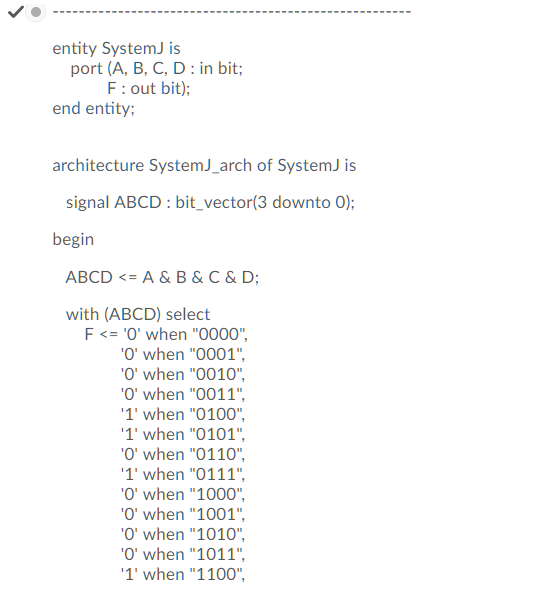 ------------------------------------------------------------
entity SystemJ is
port (A, B, C, D : in bit;
F : out bit);
end entity;
architecture SystemJ_arch of SystemJ is
signal ABCD : bit_vector(3 downto 0);
begin
ABCD <= A & B & C & D;
with (ABCD) select
F <= '0' when "0000",
'0' when "0001",
'0' when "0010",
'0' when "0011",
'1' when "0100",
'1' when "0101",
'0' when "0110",
'1' when "0111",
'0' when "1000",
'0' when "1001",
'0' when "1010",
'0' when "1011",
'1' when "1100",